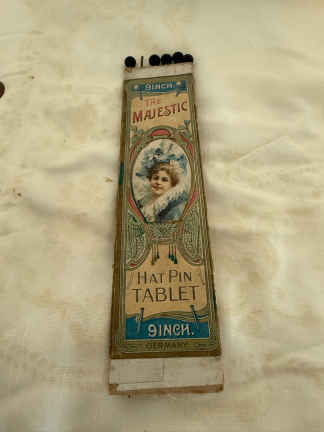 9INCH.
THE
MAJESTIC
HAT PIN
TABLET
9INCH.
GERMANY